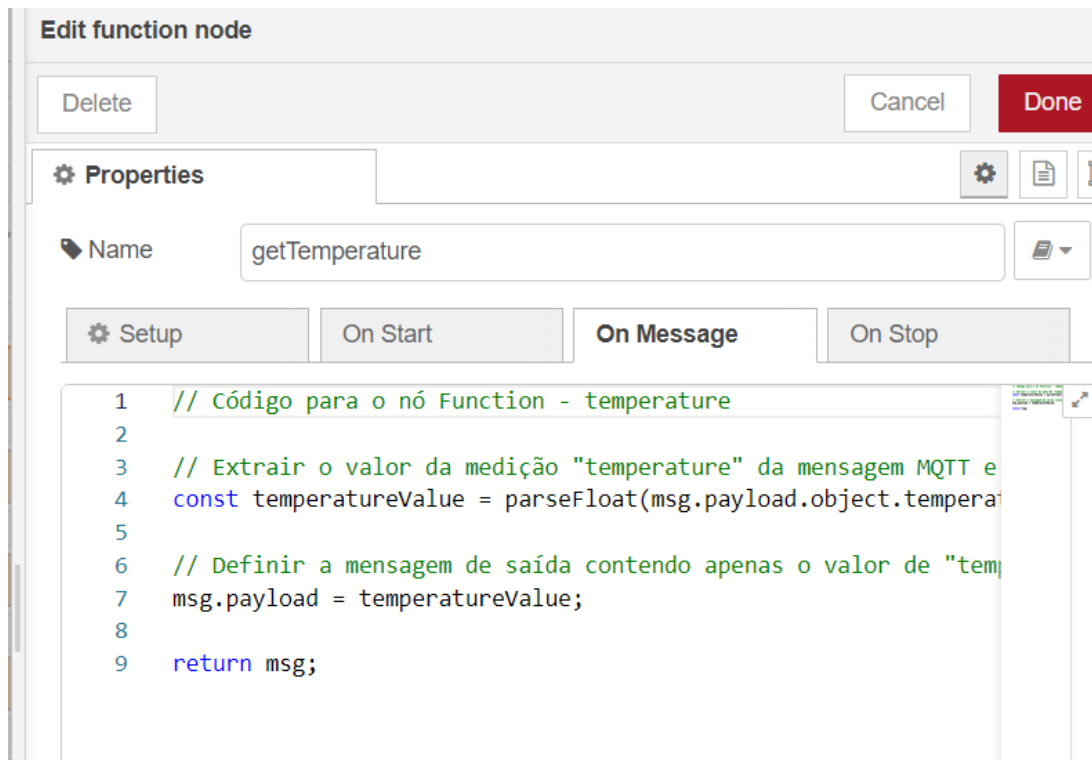 Edit function node
Delete
Cancel
Done
Properties
Name
getTemperature
Setup
On Start
On Message
On Stop
1 // Código para o nó Function - temperature
2
3 // Extrair o valor da medição "temperature" da mensagem MQTT e
4 const temperatureValue = parseFloat(msg.payload.object.temperat
5
6 // Definir a mensagem de saída contendo apenas o valor de "tem
7 msg.payload = temperatureValue;
8
9 return msg;